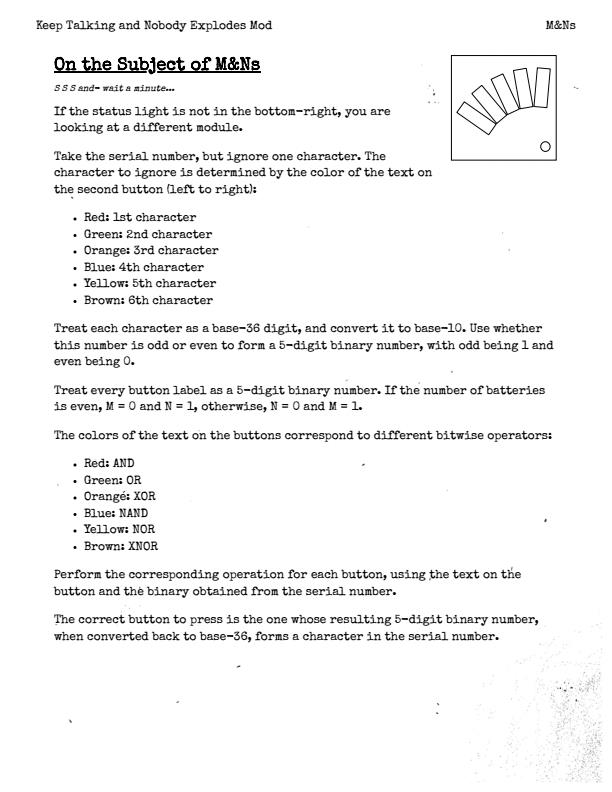 Keep Talking and Nobody Explodes Mod M&Ns
On the Subject of M&Ns
S S S and- wait a minute...
If the status light is not in the bottom-right, you are
looking at a different module.
Take the serial number, but ignore one character. The
character to ignore is determined by the color of the text on
the second button (left to right):
• Red: 1st character
• Green: 2nd character
• Orange: 3rd character
• Blue: 4th character
• Yellow: 5th character
• Brown: 6th character
Treat each character as a base-36 digit, and convert it to base-10. Use whether
this number is odd or even to form a 5-digit binary number, with odd being 1 and
even being 0.
Treat every button label as a 5-digit binary number. If the number of batteries
is even, M = 0 and N = 1, otherwise, N = 0 and M = 1.
The colors of the text on the buttons correspond to different bitwise operators:
• Red: AND
• Green: OR
• Orange: XOR
• Blue: NAND
• Yellow: NOR
• Brown: XNOR
Perform the corresponding operation for each button, using the text on the
button and the binary obtained from the serial number.
The correct button to press is the one whose resulting 5-digit binary number,
when converted back to base-36, forms a character in the serial number.